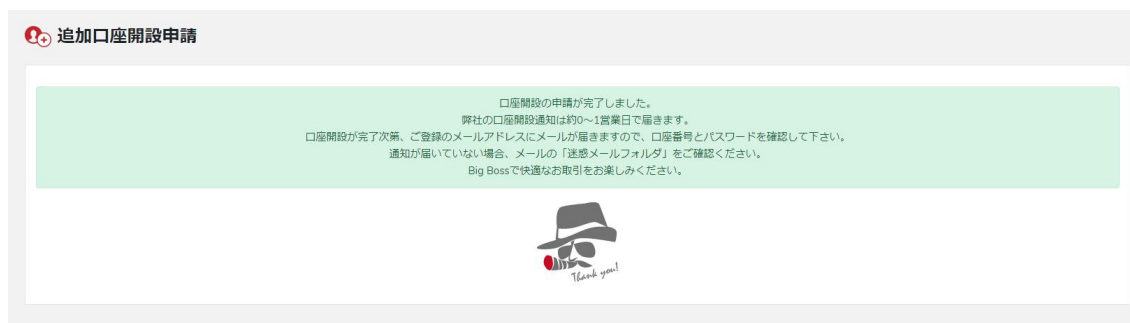 追加口座開設申請
口座開設の申請が完了しました。
弊社の口座開設通知は約0～1営業日で届きます。
口座開設が完了次第、ご登録のメールアドレスにメールが届きますので、口座番号とパスワードを確認して下さい。
通知が届いていない場合、メールの「迷惑メールフォルダ」をご確認ください。
Big Bossで快適なお取引をお楽しみください。
Thank you!